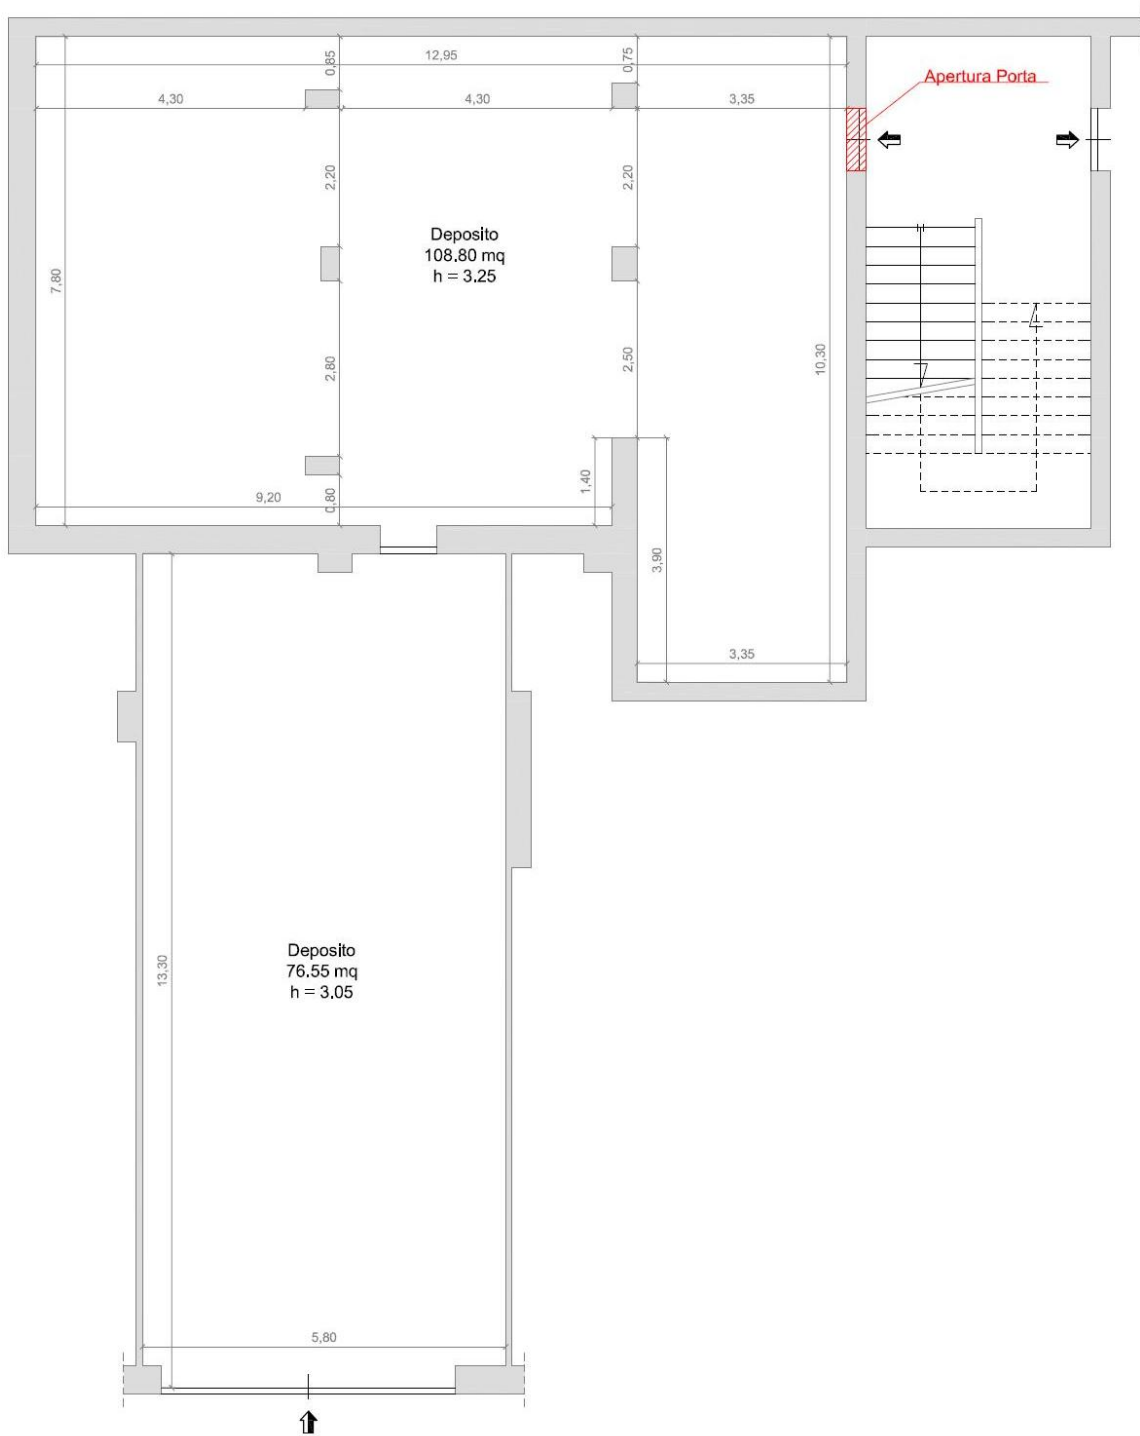 0,85
12,95
0,75
Apertura Porta
4,30
4,30
3,35
2,20
2,20
Deposito
108.80 mq
h = 3.25
7,80
2,80
2,50
10,30
1,40
9,20
0,80
3,90
3,35
Deposito
76.55 mq
h = 3.05
13,30
5,80